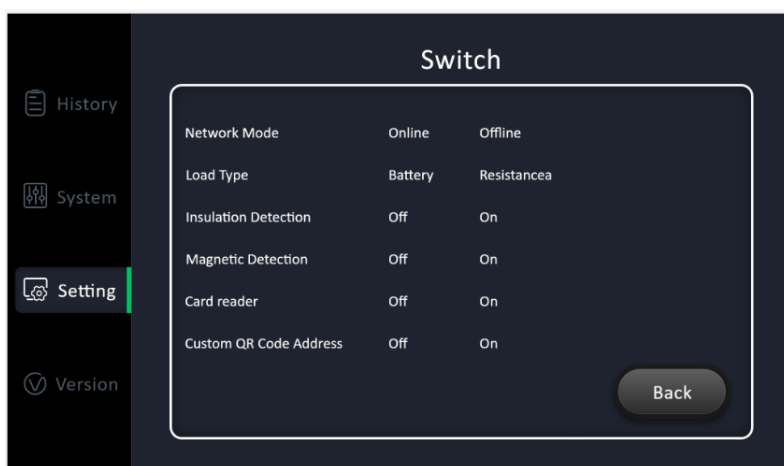 Switch
History
System
Setting
Version
Network Mode Online Offline
Load Type Battery Resistancea
Insulation Detection Off On
Magnetic Detection Off On
Card reader Off On
Custom QR Code Address Off On
Back